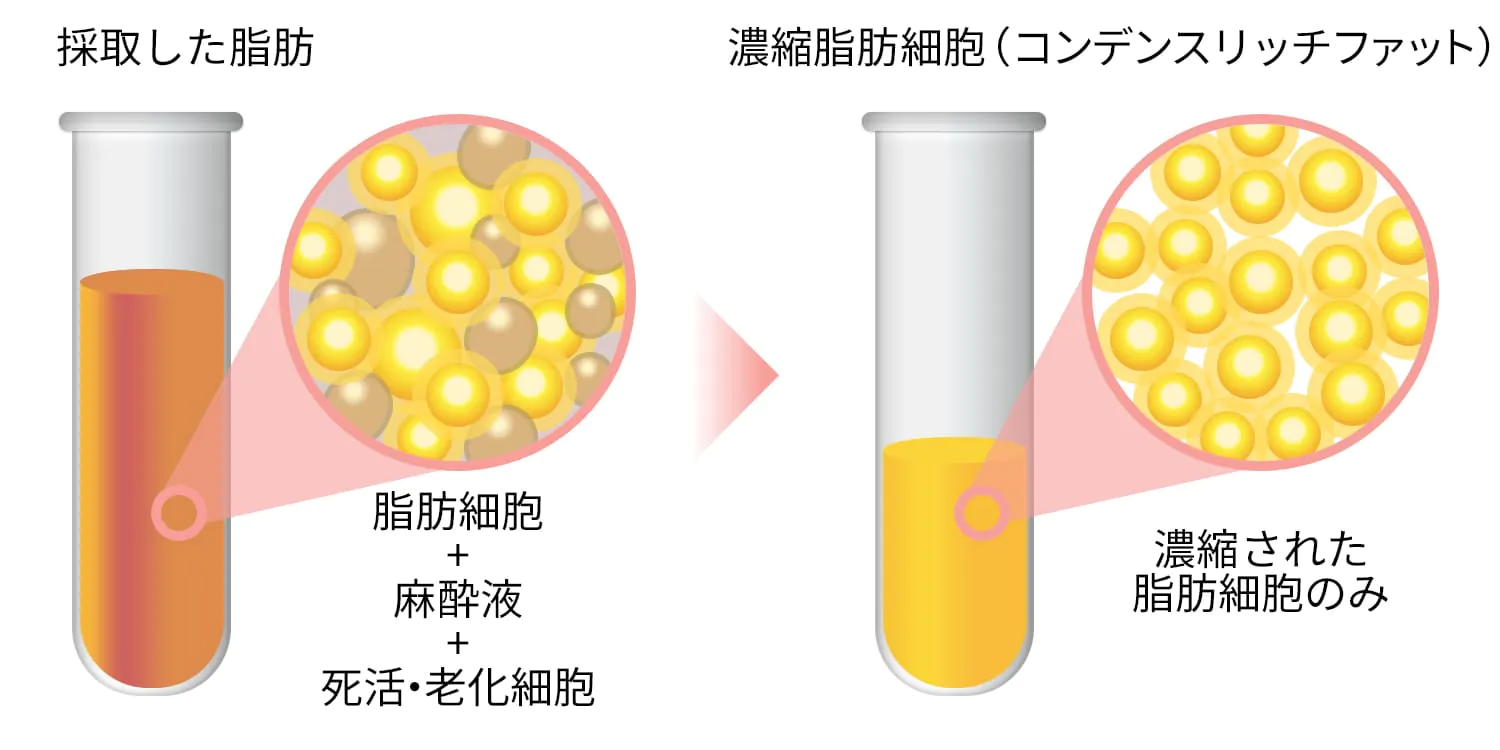 採取した脂肪
濃縮脂肪細胞（コンデンスリッチファット）
脂肪細胞
+
麻酔液
+
死活・老化細胞
濃縮された
脂肪細胞のみ